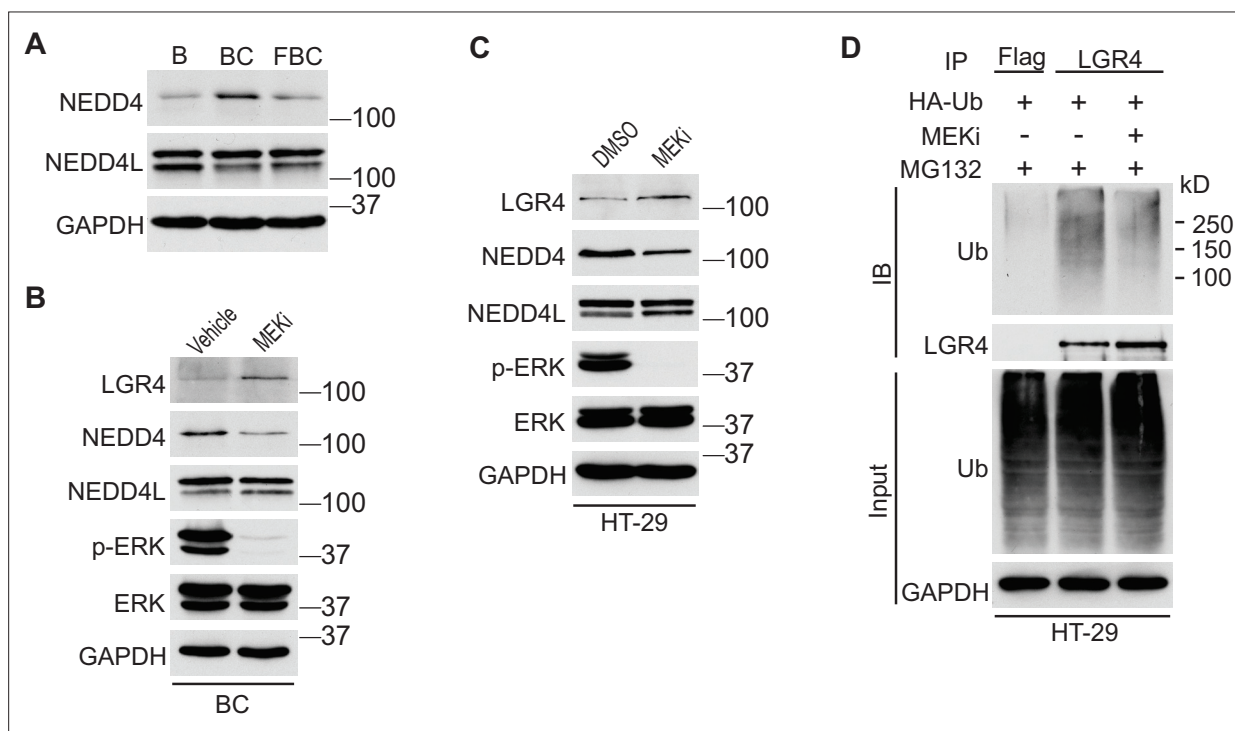 A
B BC FBC
NEDD4
—100
NEDD4L
—100
—37
GAPDH
B
Vehicle MEKi
LGR4
—100
NEDD4
—100
NEDD4L
—100
p-ERK
—37
ERK
—37
—37
GAPDH
BC
C
DMSO MEKi
LGR4
—100
NEDD4
—100
NEDD4L
—100
p-ERK
—37
ERK
—37
—37
GAPDH
HT-29
D
IP Flag LGR4
HA-Ub + + +
MEKi - - +
MG132 + + +
kD
- 250
- 150
- 100
IB
Ub
LGR4
Input
Ub
GAPDH
HT-29